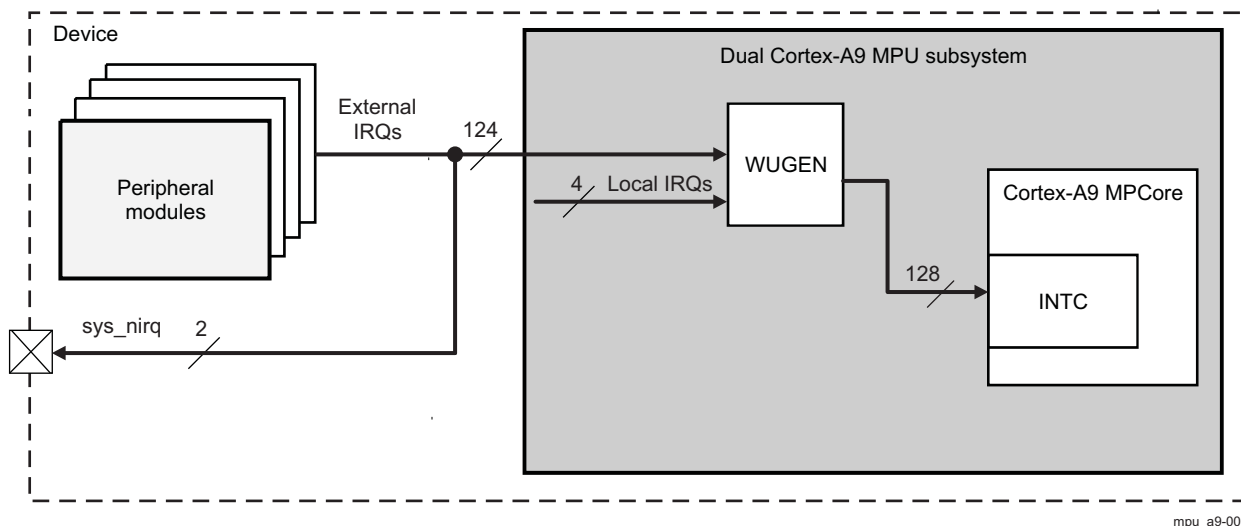 Device
Dual Cortex-A9 MPU subsystem
External
IRQs
124
WUGEN
4
Local IRQs
Peripheral
modules
Cortex-A9 MPCore
128
INTC
sys_nirq
2
mpu_a9-00